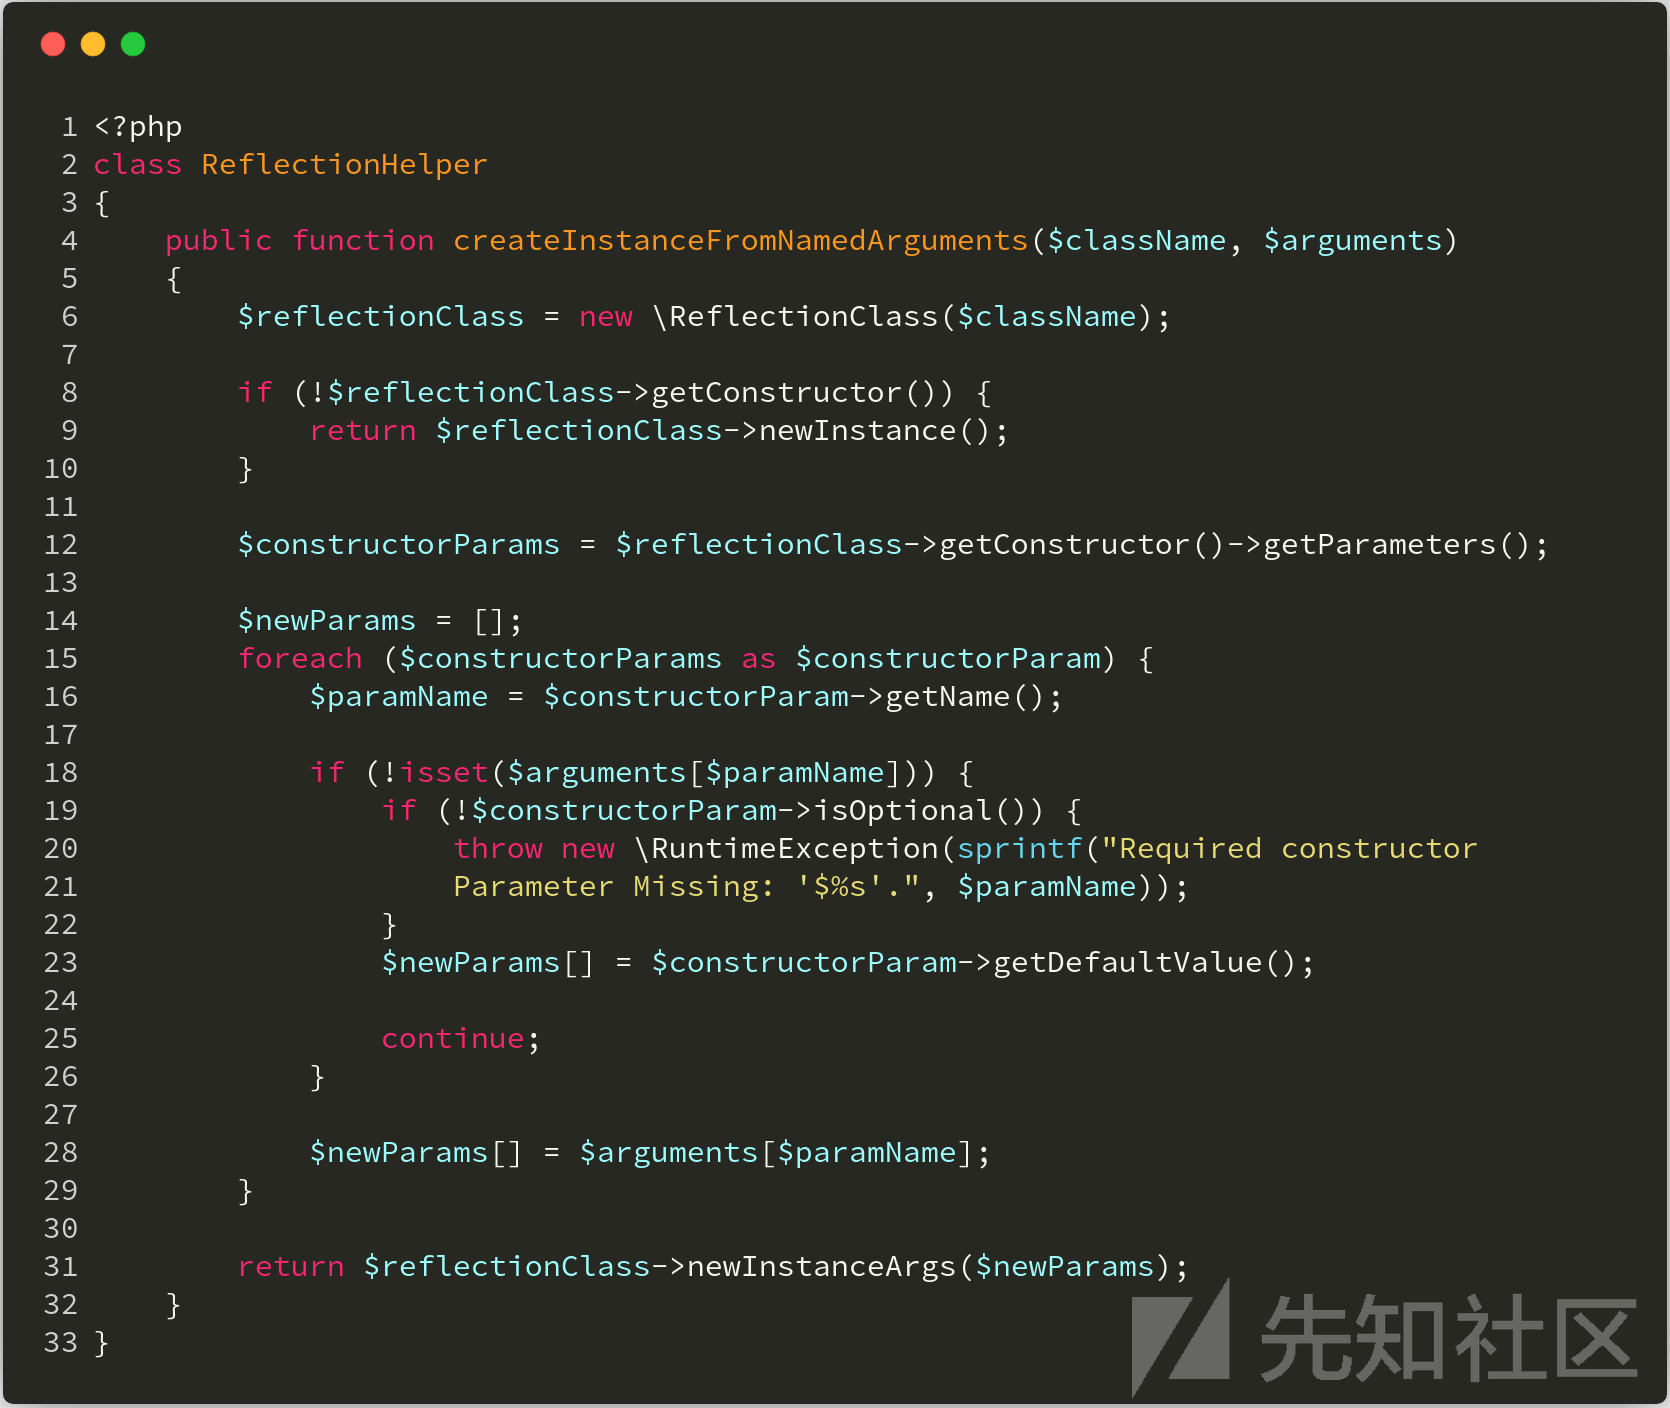 1 <?php
2 class ReflectionHelper
3 {
4     public function createInstanceFromNamedArguments($className, $arguments)
5     {
6         $reflectionClass = new \ReflectionClass($className);
7
8         if (!$reflectionClass->getConstructor()) {
9             return $reflectionClass->newInstance();
10         }
11
12         $constructorParams = $reflectionClass->getConstructor()->getParameters();
13
14         $newParams = [];
15         foreach ($constructorParams as $constructorParam) {
16             $paramName = $constructorParam->getName();
17
18             if (!isset($arguments[$paramName])) {
19                 if (!$constructorParam->isOptional()) {
20                     throw new \RuntimeException(sprintf("Required constructor
21                     Parameter Missing: '$%s'.", $paramName));
22                 }
23                 $newParams[] = $constructorParam->getDefaultValue();
24
25                 continue;
26             }
27
28             $newParams[] = $arguments[$paramName];
29         }
30
31         return $reflectionClass->newInstanceArgs($newParams);
32     }
33 }
先知社区